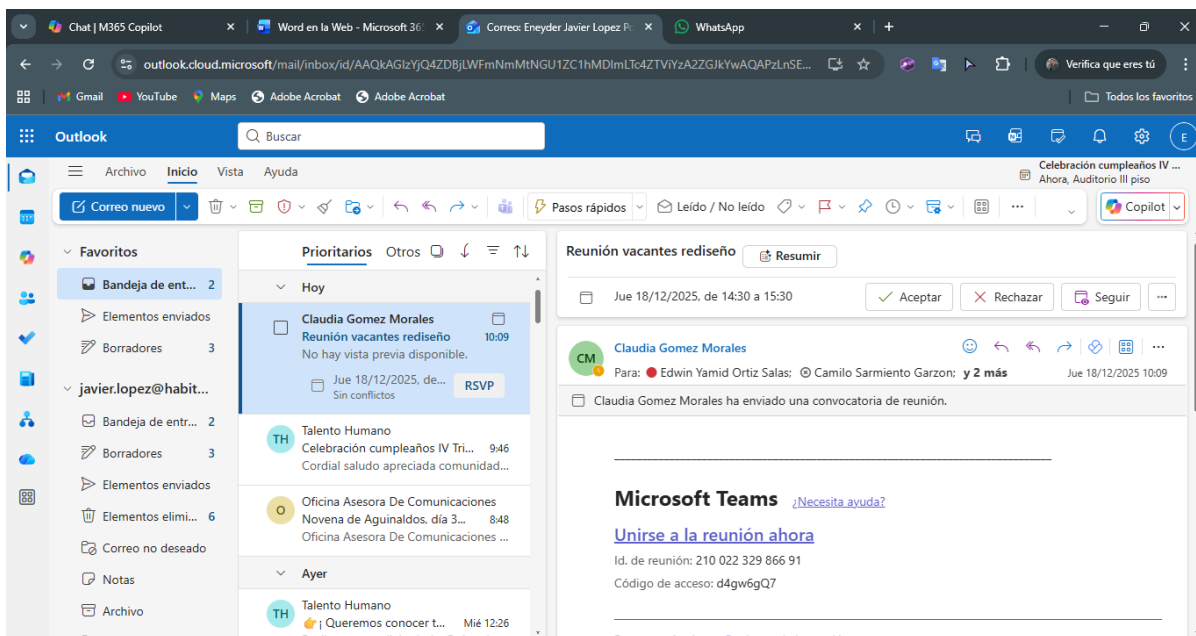 Chat | M365 Copilot
Word en la Web - Microsoft 36
Correo: Eneyder Javier Lopez Po
WhatsApp
outlook.cloud.microsoft/mail/inbox/id/AAQkAGIzYjQ4ZDBjLWFmNmMtNGU1ZC1hMDlmLTc4ZTViYzA2ZGJkYwAQAPzLnSE...
Verifica que eres tú
Gmail YouTube Maps Adobe Acrobat Adobe Acrobat
Todos los favoritos
Outlook
Buscar
E
Archivo Inicio Vista Ayuda
Celebración cumpleaños IV ...
Ahora, Auditorio III piso
Correo nuevo
Pasos rápidos
Leído / No leído
Copilot
Favoritos
Bandeja de ent... 2
Elementos enviados
Borradores 3
javier.lopez@habit...
Bandeja de entr... 2
Borradores 3
Elementos enviados
Elementos elimi... 6
Correo no deseado
Notas
Archivo
Prioritarios Otros
Hoy
Claudia Gomez Morales
Reunión vacantes rediseño 10:09
No hay vista previa disponible.
Jue 18/12/2025, de...
Sin conflictos
RSVP
TH
Talento Humano
Celebración cumpleaños IV Tri... 9:46
Cordial saludo apreciada comunidad...
O
Oficina Asesora De Comunicaciones
Novena de Aguinaldos, día 3... 8:48
Oficina Asesora De Comunicaciones ...
Ayer
TH
Talento Humano
¡ Queremos conocer t... Mié 12:26
Reunión vacantes rediseño
Resumir
Jue 18/12/2025, de 14:30 a 15:30
Aceptar
Rechazar
Seguir
CM
Claudia Gomez Morales
Para: Edwin Yamid Ortiz Salas; Camilo Sarmiento Garzon; y 2 más
Jue 18/12/2025 10:09
Claudia Gomez Morales ha enviado una convocatoria de reunión.
Microsoft Teams ¿Necesita ayuda?
Unirse a la reunión ahora
Id. de reunión: 210 022 329 866 91
Código de acceso: d4gw6gQ7